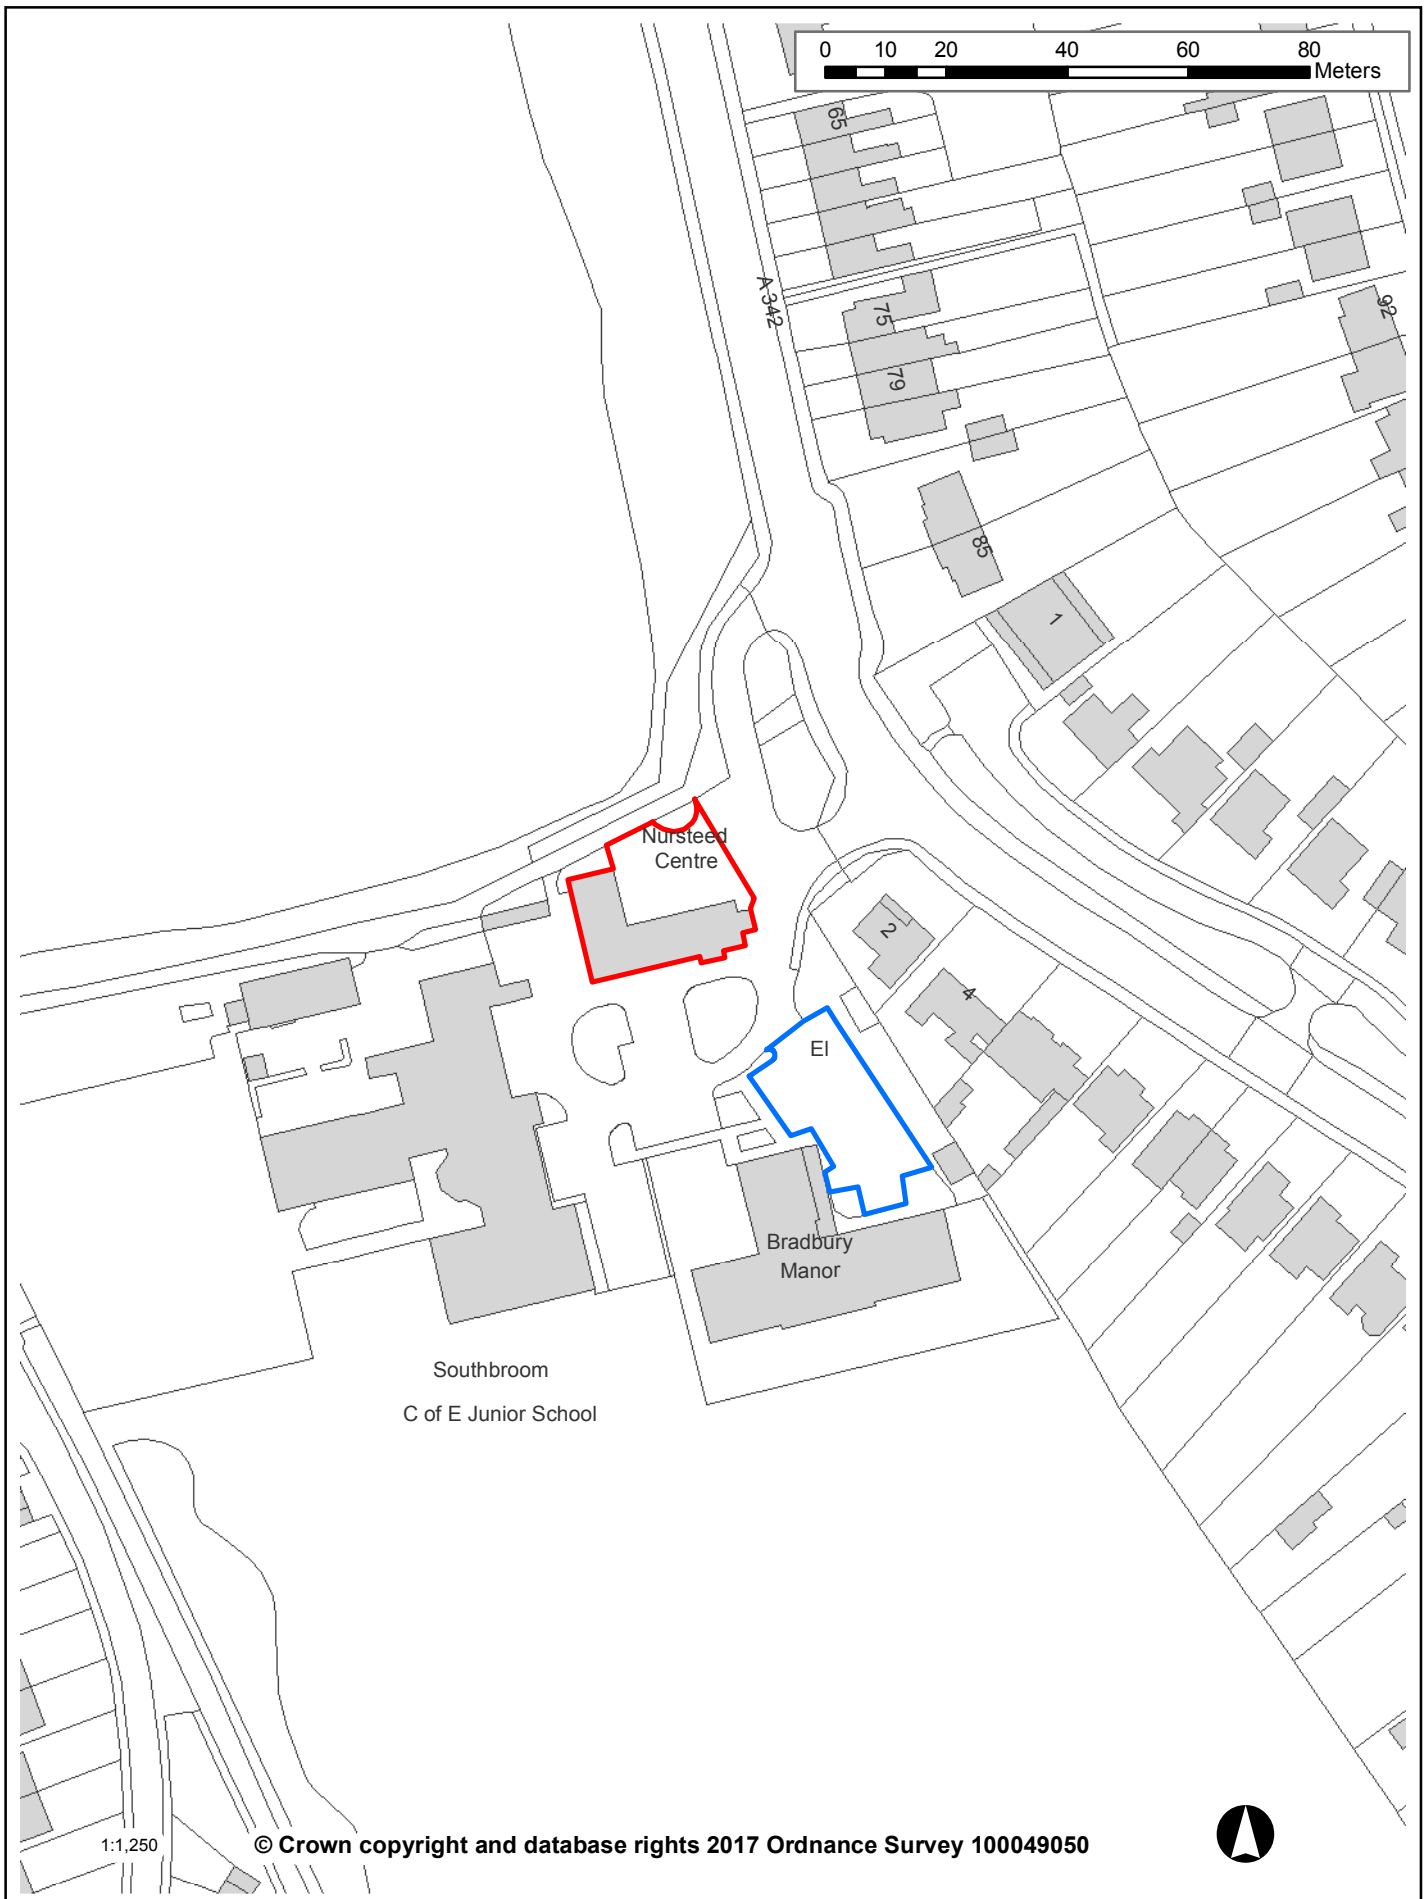 0 10 20 40 60 80
Meters
65
A 342
75
79
92
85
1
Nursteed
Centre
2
4
El
Bradbury
Manor
Southbroom
C of E Junior School
1:1,250
© Crown copyright and database rights 2017 Ordnance Survey 100049050